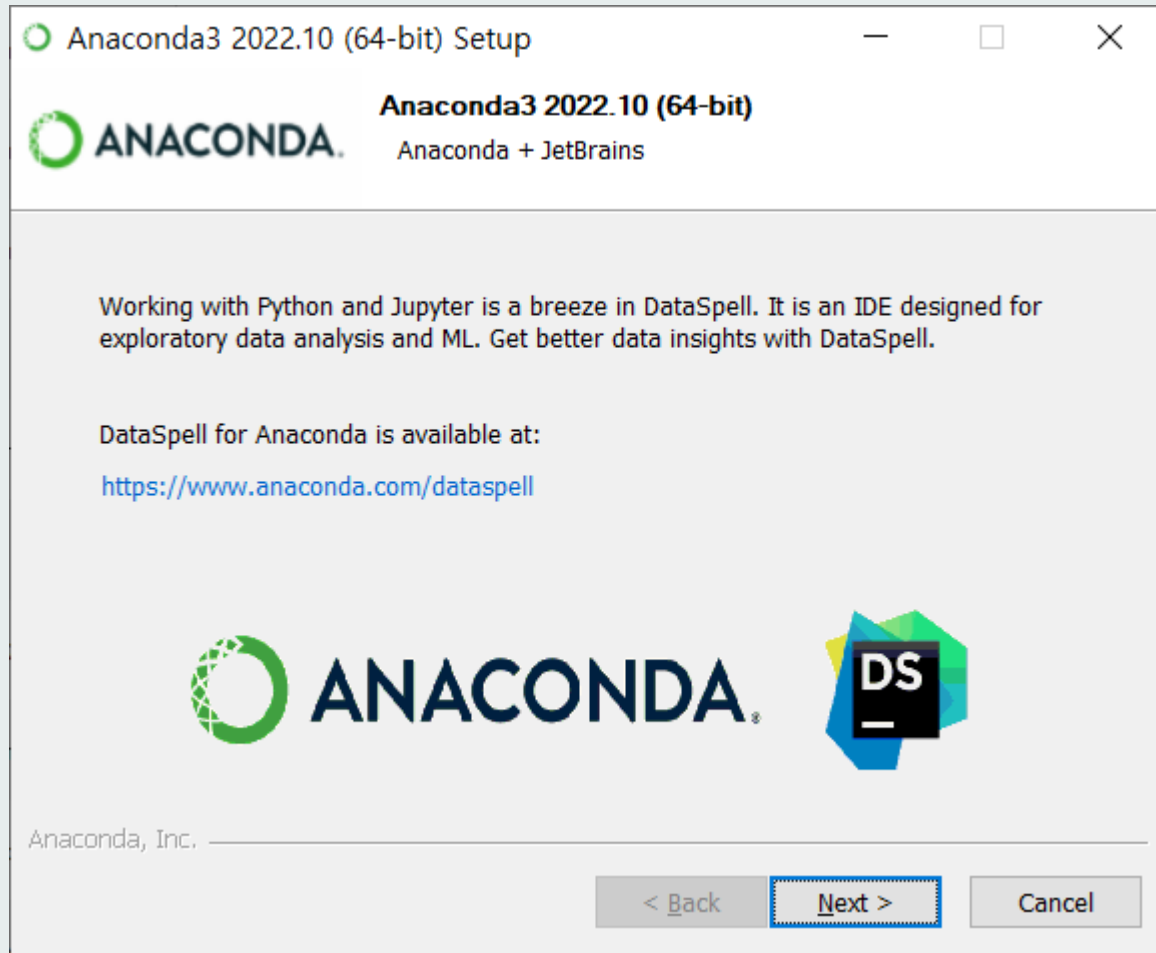 Anaconda3 2022.10 (64-bit) Setup
Anaconda3 2022.10 (64-bit)
ANACONDA.
Anaconda + JetBrains
Working with Python and Jupyter is a breeze in DataSpell. It is an IDE designed for
exploratory data analysis and ML. Get better data insights with DataSpell.
DataSpell for Anaconda is available at:
https://www.anaconda.com/dataspell
ANACONDA.
DS
Anaconda, Inc.
< Back
Next >
Cancel